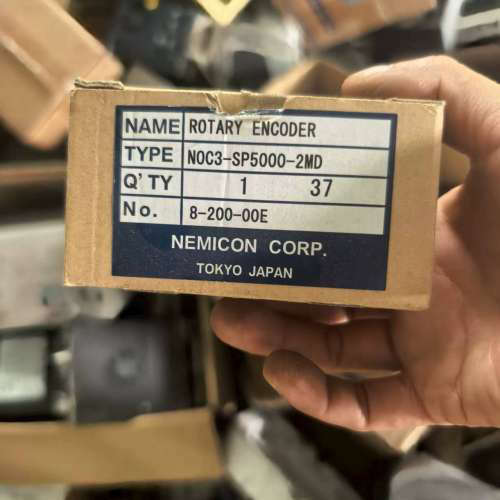 NAME ROTARY ENCODER
TYPE NOC3-SP5000-2MD
Q'TY 1 37
No. 8-200-00E
NEMICON CORP.
TOKYO JAPAN